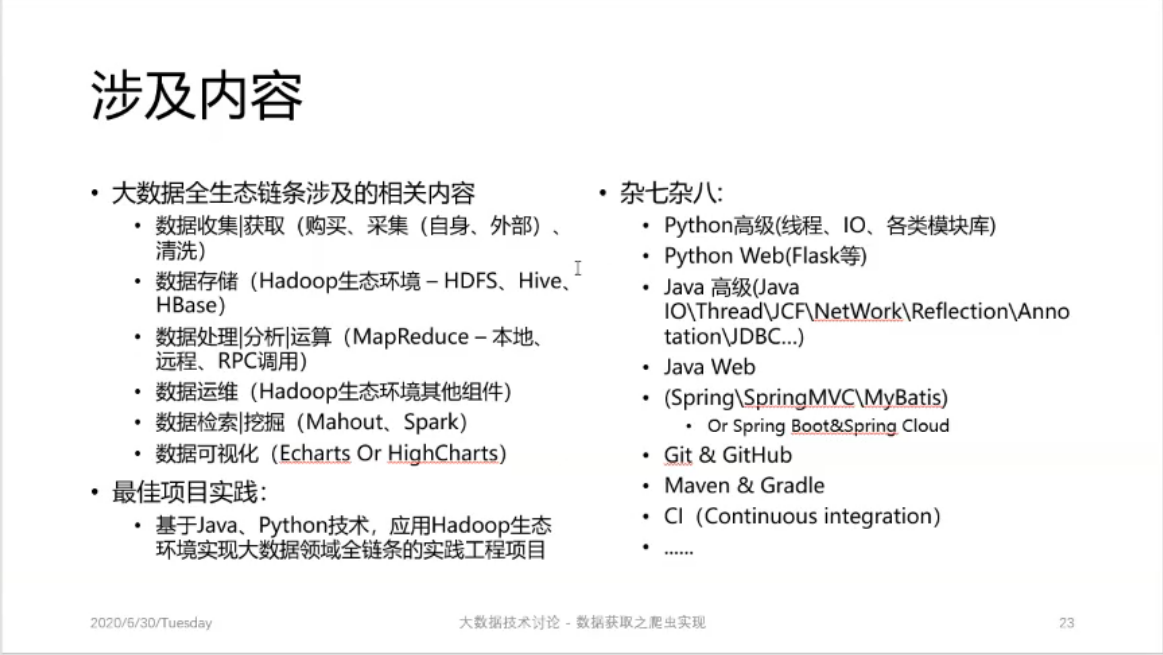 涉及内容
• 大数据全生态链条涉及的相关内容
• 数据收集|获取（购买、采集（自身、外部）、
清洗）
• 数据存储（Hadoop生态环境 – HDFS、Hive、
HBase）
• 数据处理|分析|运算（MapReduce – 本地、
远程、RPC调用）
• 数据运维（Hadoop生态环境其他组件）
• 数据检索|挖掘（Mahout、Spark）
• 数据可视化（Echarts Or HighCharts）
• 最佳项目实践：
• 基于Java、Python技术，应用Hadoop生态
环境实现大数据领域全链条的实践工程项目
• 杂七杂八:
• Python高级(线程、IO、各类模块库)
• Python Web(Flask等)
• Java 高级(Java
IO\Thread\JCF\NetWork\Reflection\Anno
tation\JDBC...)
• Java Web
• (Spring\SpringMVC\MyBatis)
• Or Spring Boot&Spring Cloud
• Git & GitHub
• Maven & Gradle
• CI（Continuous integration）
• ......
2020/6/30/Tuesday
大数据技术讨论 - 数据获取之爬虫实现
23